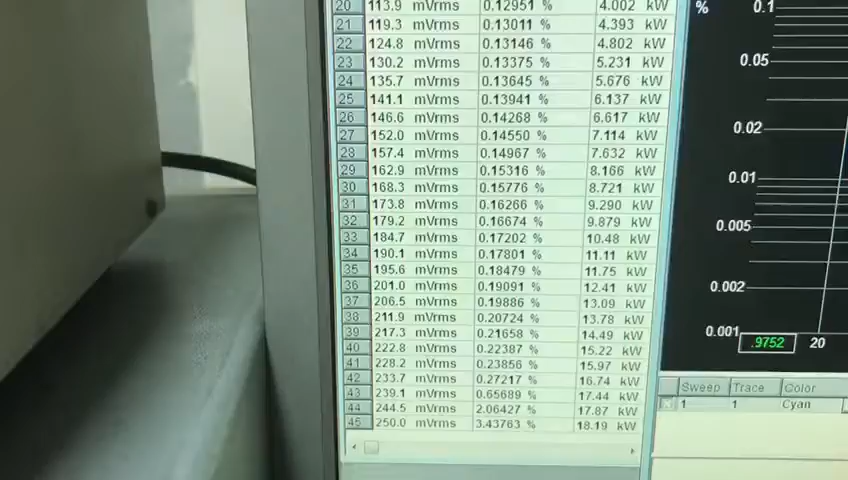 20 113.9 mVrms 0.12951 % 4.002 kW
21 119.3 mVrms 0.13011 % 4.393 kW
22 124.8 mVrms 0.13146 % 4.802 kW
23 130.2 mVrms 0.13375 % 5.231 kW
24 135.7 mVrms 0.13645 % 5.676 kW
25 141.1 mVrms 0.13941 % 6.137 kW
26 146.6 mVrms 0.14268 % 6.617 kW
27 152.0 mVrms 0.14550 % 7.114 kW
28 157.4 mVrms 0.14967 % 7.632 kW
29 162.9 mVrms 0.15316 % 8.166 kW
30 168.3 mVrms 0.15776 % 8.721 kW
31 173.8 mVrms 0.16266 % 9.290 kW
32 179.2 mVrms 0.16674 % 9.879 kW
33 184.7 mVrms 0.17202 % 10.48 kW
34 190.1 mVrms 0.17801 % 11.11 kW
35 195.6 mVrms 0.18479 % 11.75 kW
36 201.0 mVrms 0.19091 % 12.41 kW
37 206.5 mVrms 0.19886 % 13.09 kW
38 211.9 mVrms 0.20724 % 13.78 kW
39 217.3 mVrms 0.21658 % 14.49 kW
40 222.8 mVrms 0.22387 % 15.22 kW
41 228.2 mVrms 0.23856 % 15.97 kW
42 233.7 mVrms 0.27217 % 16.74 kW
43 239.1 mVrms 0.65689 % 17.44 kW
44 244.5 mVrms 2.06427 % 17.87 kW
45 250.0 mVrms 3.43763 % 18.19 kW
% 0.1
0.05
0.02
0.01
0.005
0.002
0.001
.9752 20
Sweep Trace Color
1 1 Cyan